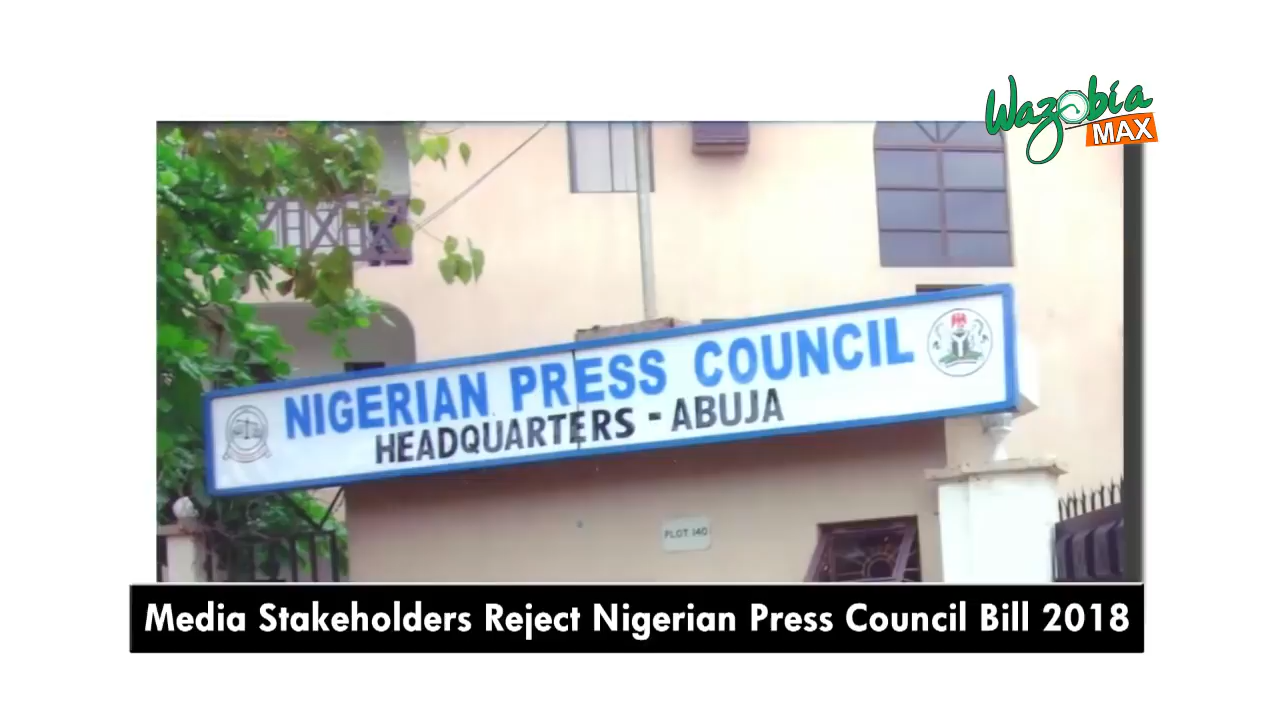 Wazobia
MAX
NIGERIAN PRESS COUNCIL
HEADQUARTERS - ABUJA
PLOT 140
Media Stakeholders Reject Nigerian Press Council Bill 2018